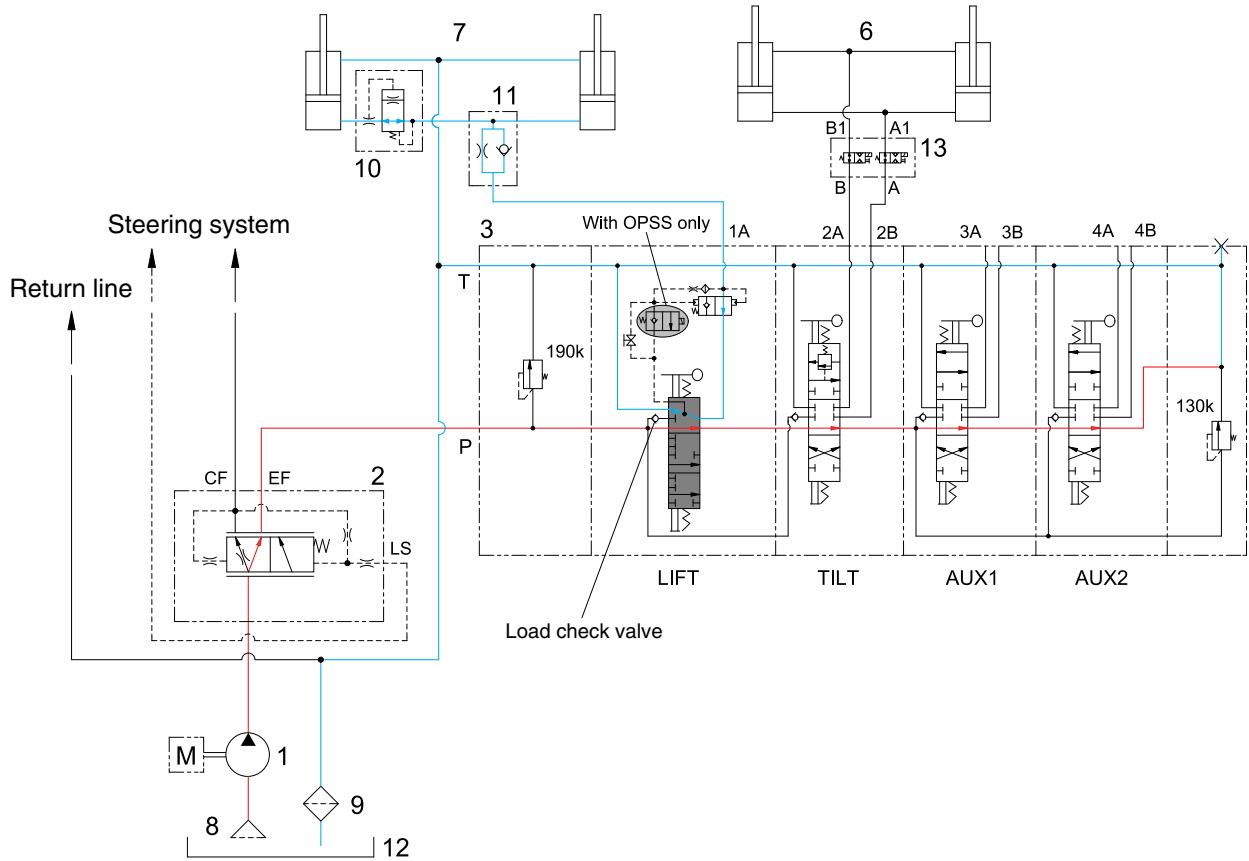 7
6
11
10
B1
A1
13
B
A
Steering system
With OPSS only
3
1A
2A
2B
3A
3B
4A
4B
Return line
T
190k
130k
P
CF
EF
2
LS
LIFT
TILT
AUX1
AUX2
Load check valve
M
1
8
9
12